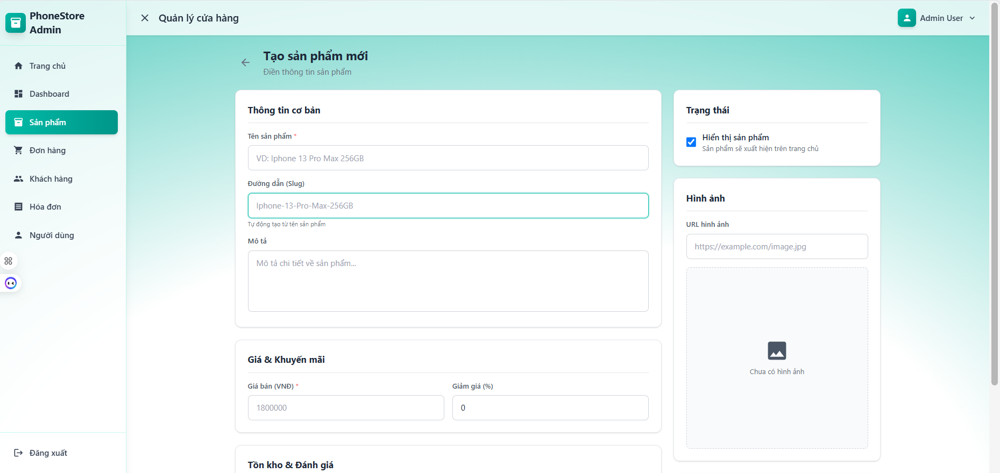 PhoneStore
Admin
Trang chủ
Dashboard
Sản phẩm
Đơn hàng
Khách hàng
Hóa đơn
Người dùng
Đăng xuất
Quản lý cửa hàng
Admin User
Tạo sản phẩm mới
Điền thông tin sản phẩm
Thông tin cơ bản
Tên sản phẩm *
VD: Iphone 13 Pro Max 256GB
Đường dẫn (Slug)
Iphone-13-Pro-Max-256GB
Tự động tạo từ tên sản phẩm
Mô tả
Mô tả chi tiết về sản phẩm...
Giá & Khuyến mãi
Giá bán (VNĐ) *
1800000
Giảm giá (%)
0
Tồn kho & Đánh giá
Trạng thái
Hiển thị sản phẩm
Sản phẩm sẽ xuất hiện trên trang chủ
Hình ảnh
URL hình ảnh
https://example.com/image.jpg
Chưa có hình ảnh